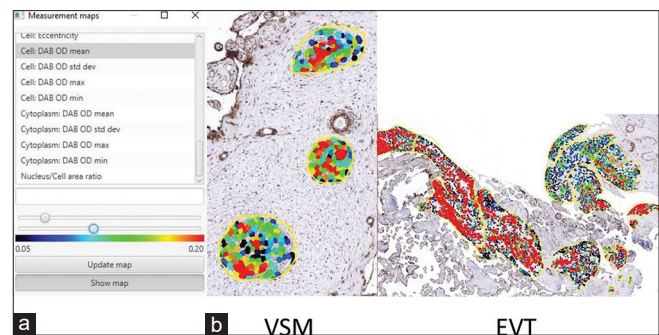 Measurement maps
Cell: Eccentricity
Cell: DAB OD mean
Cell: DAB OD std dev
Cell: DAB OD max
Cell: DAB OD min
Cytoplasm: DAB OD mean
Cytoplasm: DAB OD std dev
Cytoplasm: DAB OD max
Cytoplasm: DAB OD min
Nucleus/Cell area ratio
0.05 0.20
Update map
Show map
a b VSM EVT